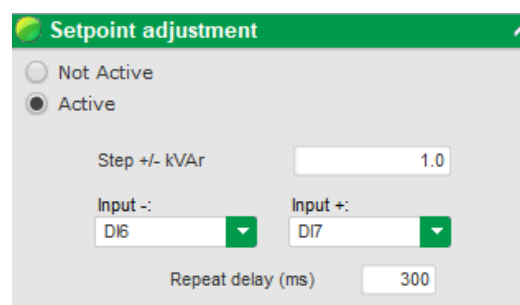 Setpoint adjustment
Not Active
Active
Step +/- kVAr 1.0
Input -: Input +:
DI6 DI7
Repeat delay (ms) 300